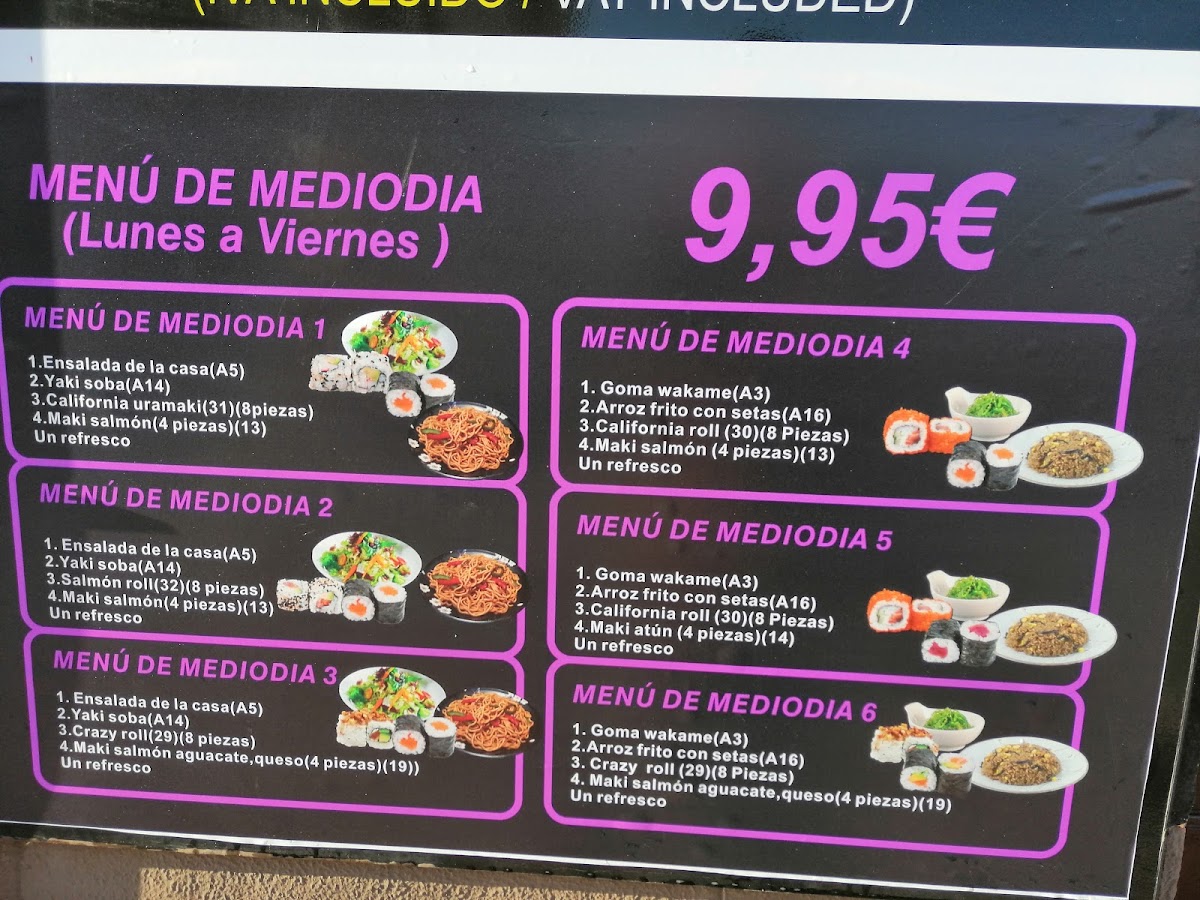 (IVA INCLUIDO / VAT INCLUDED)
MENÚ DE MEDIODIA
(Lunes a Viernes )
9,95€
MENÚ DE MEDIODIA 1
1.Ensalada de la casa(A5)
2.Yaki soba(A14)
3.California uramaki(31)(8piezas)
4.Maki salmón(4 piezas)(13)
Un refresco
MENÚ DE MEDIODIA 2
1. Ensalada de la casa(A5)
2.Yaki soba(A14)
3.Salmón roll(32)(8 piezas)
4.Maki salmón(4 piezas)(13)
Un refresco
MENÚ DE MEDIODIA 3
1. Ensalada de la casa(A5)
2.Yaki soba(A14)
3.Crazy roll(29)(8 piezas)
4.Maki salmón aguacate,queso(4 piezas)(19))
Un refresco
MENÚ DE MEDIODIA 4
1. Goma wakame(A3)
2.Arroz frito con setas(A16)
3.California roll (30)(8 Piezas)
4.Maki salmón (4 piezas)(13)
Un refresco
MENÚ DE MEDIODIA 5
1. Goma wakame(A3)
2.Arroz frito con setas(A16)
3.California roll (30)(8 Piezas)
4.Maki atún (4 piezas)(14)
Un refresco
MENÚ DE MEDIODIA 6
1. Goma wakame(A3)
2.Arroz frito con setas(A16)
3. Crazy roll (29)(8 Piezas)
4. Maki salmón aguacate,queso(4 piezas)(19)
Un refresco